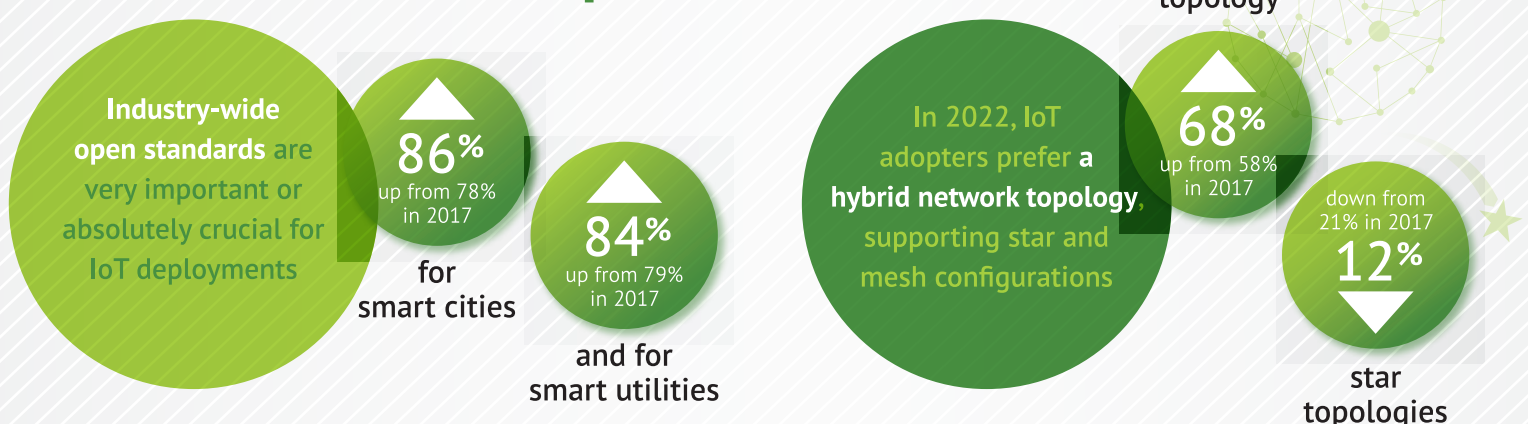 Industry-wide
open standards are
very important or
absolutely crucial for
IoT deployments
86%
up from 78%
in 2017
for
smart cities
84%
up from 79%
in 2017
and for
smart utilities
topology
In 2022, IoT
adopters prefer a
hybrid network topology,
supporting star and
mesh configurations
68%
up from 58%
in 2017
down from
21% in 2017
12%
star
topologies